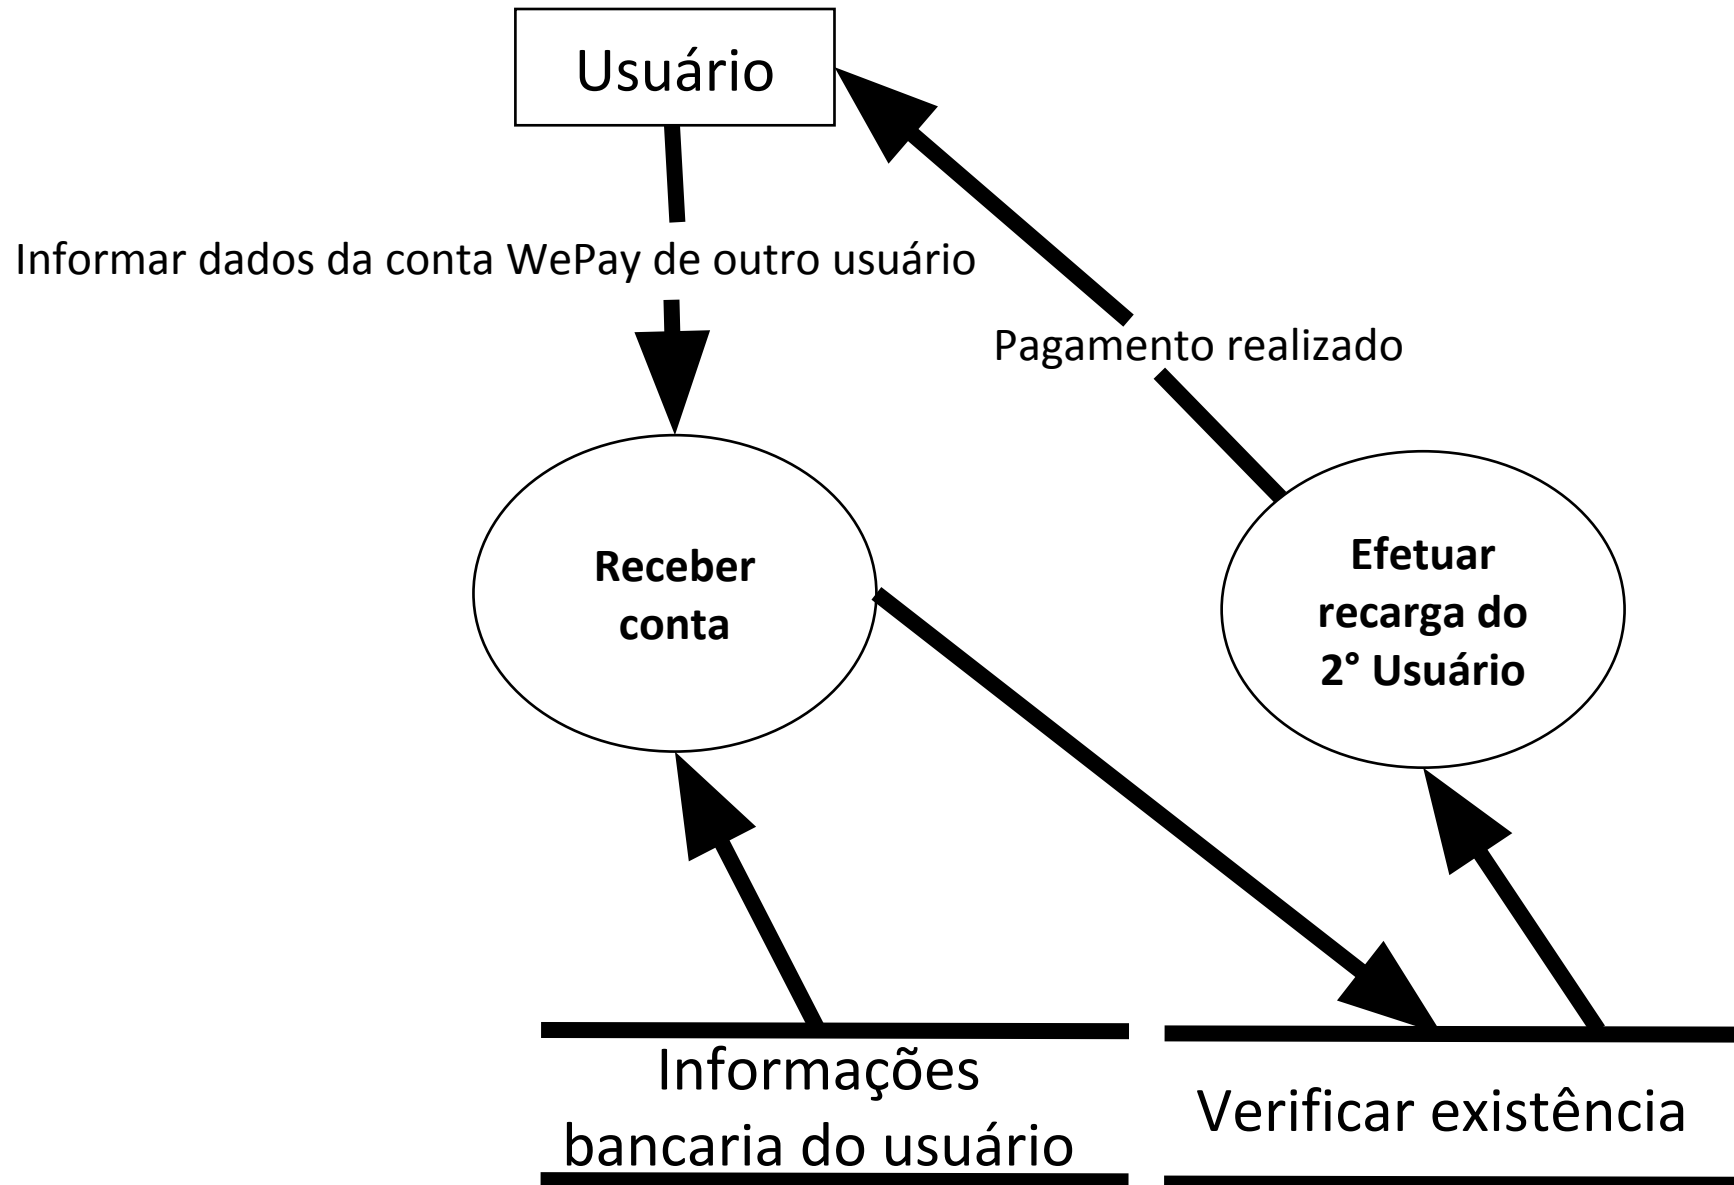 Usuário
Informar dados da conta WePay de outro usuário
Pagamento realizado
Receber
conta
Efetuar
recarga do
2° Usuário
Informações
bancaria do usuário
Verificar existência